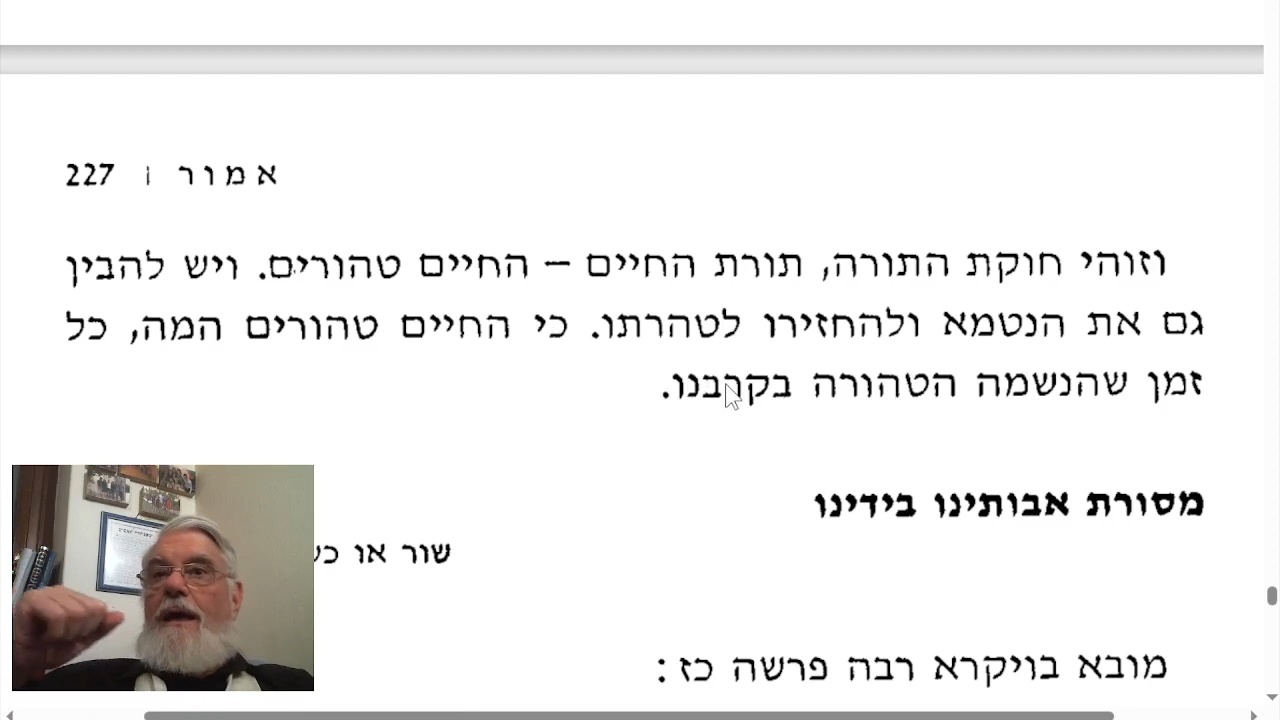 אמור | 227
וזוהי חוקת התורה, תורת החיים – החיים טהורים. ויש להבין
גם את הנטמא ולהחזירו לטהרתו. כי החיים טהורים המה, כל
זמן שהנשמה הטהורה בקרבנו.
מסורת אבותינו בידינו
שור או
מובא בויקרא רבה פרשה כז: